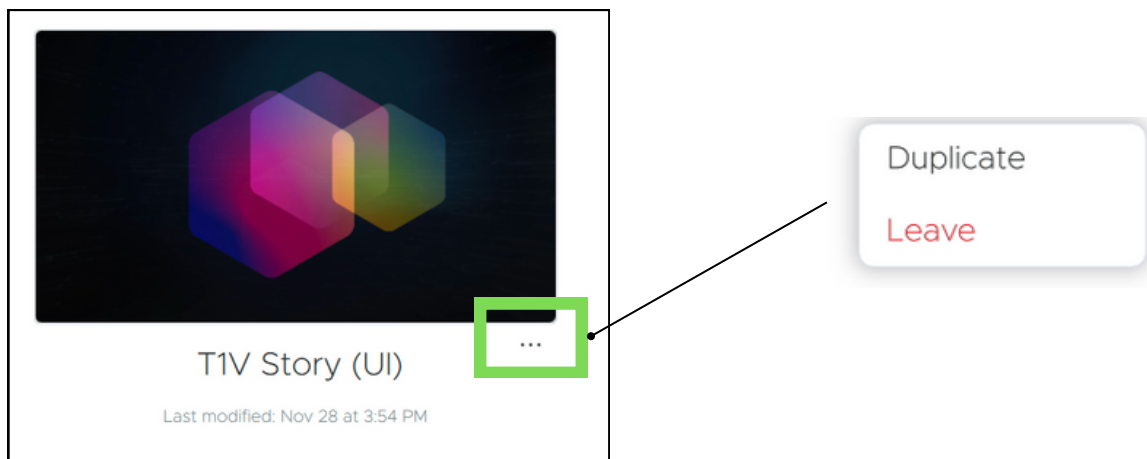 ...
T1V Story (UI)
Last modified: Nov 28 at 3:54 PM
Duplicate
Leave